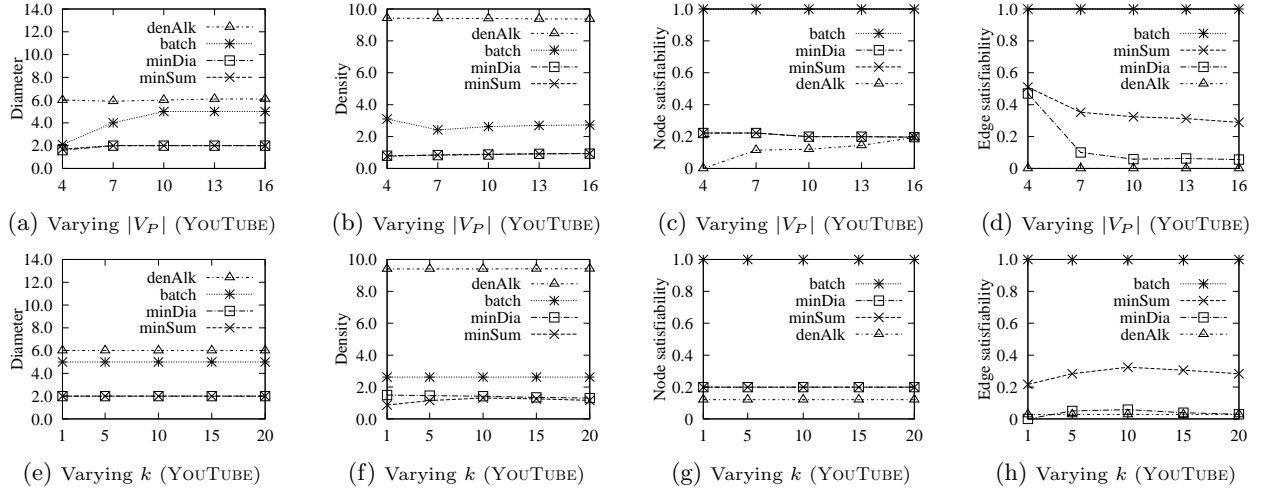 Diameter
14.0
12.0
10.0
8.0
6.0
4.0
2.0
denAlk
batch
minDia
minSum
4 7 10 13 16
(a) Varying |V_P| (YOUTUBE)
Density
10.0
8.0
6.0
4.0
2.0
0
denAlk
batch
minDia
minSum
4 7 10 13 16
(b) Varying |V_P| (YOUTUBE)
Node satisfiability
1.0
0.8
0.6
0.4
0.2
0
batch
minDia
minSum
denAlk
4 7 10 13 16
(c) Varying |V_P| (YOUTUBE)
Edge satisfiability
1.0
0.8
0.6
0.4
0.2
0
batch
minSum
minDia
denAlk
4 7 10 13 16
(d) Varying |V_P| (YOUTUBE)
Diameter
14.0
12.0
10.0
8.0
6.0
4.0
2.0
0
denAlk
batch
minDia
minSum
1 5 10 15 20
(e) Varying k (YOUTUBE)
Density
10.0
8.0
6.0
4.0
2.0
0
denAlk
batch
minDia
minSum
1 5 10 15 20
(f) Varying k (YOUTUBE)
Node satisfiability
1.0
0.8
0.6
0.4
0.2
0
batch
minDia
minSum
denAlk
1 5 10 15 20
(g) Varying k (YOUTUBE)
Edge satisfiability
1.0
0.8
0.6
0.4
0.2
0
batch
minSum
minDia
denAlk
1 5 10 15 20
(h) Varying k (YOUTUBE)